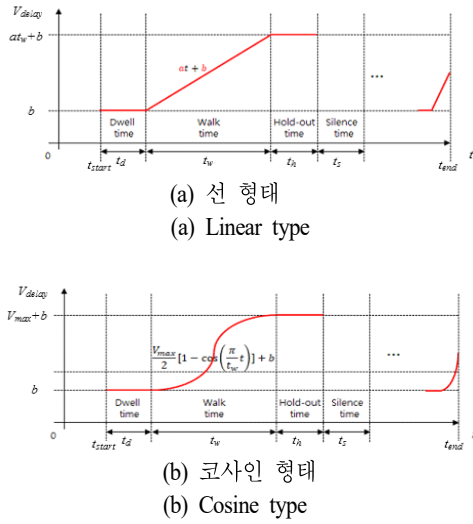 V_delay
at_w+b
at + b
...
b
Dwell time
Walk time
Hold-out time
Silence time
0
t_start
t_d
t_w
t_h
t_s
t_end
t
(a) 선 형태
(a) Linear type
V_delay
V_max+b
V_max/2 [1 − cos(π/t_w t)] + b
...
b
Dwell time
Walk time
Hold-out time
Silence time
0
t_start
t_d
t_w
t_h
t_s
t_end
t
(b) 코사인 형태
(b) Cosine type